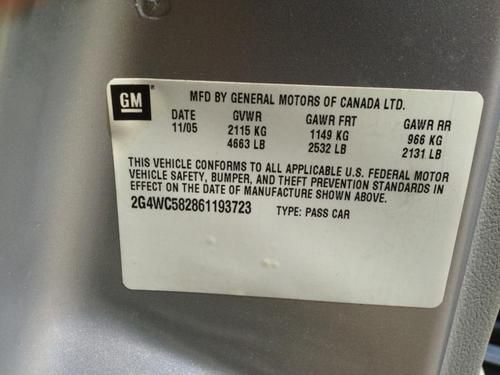 GM
MFD BY GENERAL MOTORS OF CANADA LTD.
DATE GVWR GAWR FRT GAWR RR
11/05 2115 KG 1149 KG 966 KG
4663 LB 2532 LB 2131 LB
THIS VEHICLE CONFORMS TO ALL APPLICABLE U.S. FEDERAL MOTOR
VEHICLE SAFETY, BUMPER, AND THEFT PREVENTION STANDARDS IN
EFFECT ON THE DATE OF MANUFACTURE SHOWN ABOVE.
2G4WC582861193723 TYPE: PASS CAR